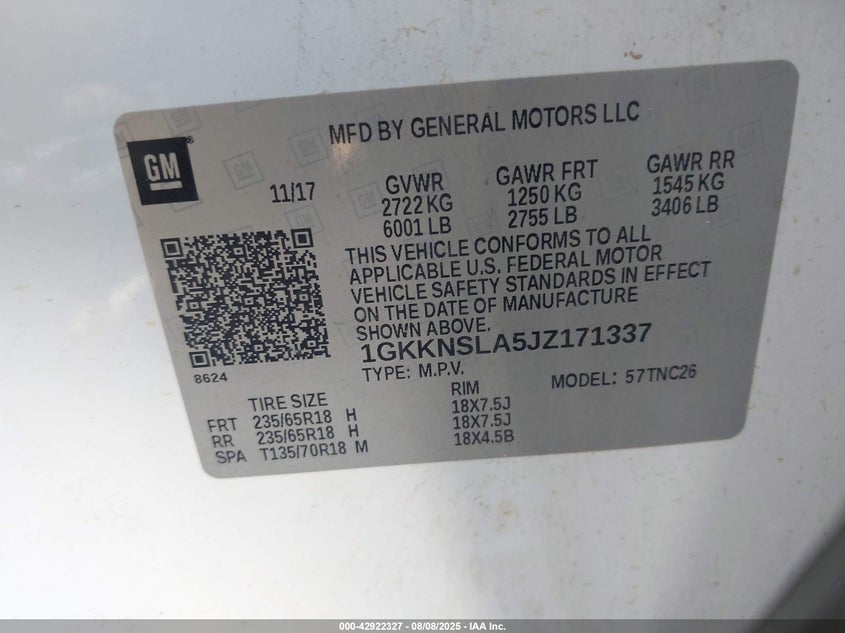 MFD BY GENERAL MOTORS LLC
GM ®
11/17
GVWR GAWR FRT GAWR RR
2722 KG 1250 KG 1545 KG
6001 LB 2755 LB 3406 LB
THIS VEHICLE CONFORMS TO ALL
APPLICABLE U.S. FEDERAL MOTOR
VEHICLE SAFETY STANDARDS IN EFFECT
ON THE DATE OF MANUFACTURE
SHOWN ABOVE.
1GKKNSLA5JZ171337
8624
TYPE: M.P.V. MODEL: 57TNC26
TIRE SIZE RIM
FRT 235/65R18 H 18X7.5J
RR 235/65R18 H 18X7.5J
SPA T135/70R18 M 18X4.5B
000-42922327 - 08/08/2025 - IAA Inc.